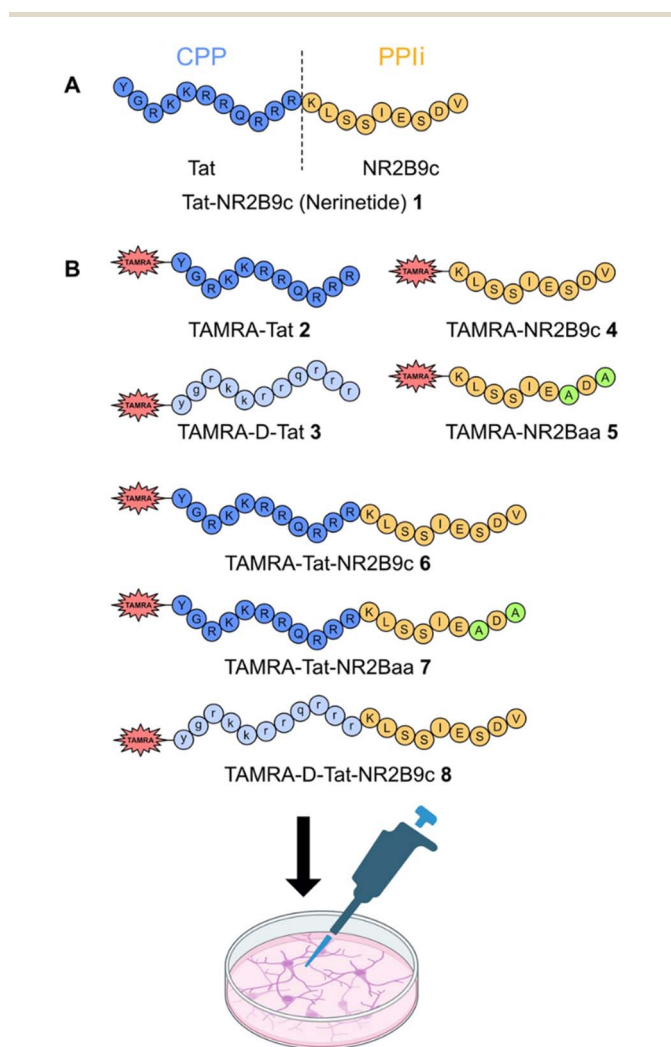 CPP PPIi
A
Y G R K K R R Q R R R K L S S I E S D V
Tat NR2B9c
Tat-NR2B9c (Nerinetide) 1
B
TAMRA Y G R K K R R Q R R R
TAMRA-Tat 2
TAMRA K L S S I E S D V
TAMRA-NR2B9c 4
TAMRA y g r k k r r q r r r
TAMRA-D-Tat 3
TAMRA K L S S I E A D A
TAMRA-NR2Baa 5
TAMRA Y G R K K R R Q R R R K L S S I E S D V
TAMRA-Tat-NR2B9c 6
TAMRA Y G R K K R R Q R R R K L S S I E A D A
TAMRA-Tat-NR2Baa 7
TAMRA y g r k k r r q r r r K L S S I E S D V
TAMRA-D-Tat-NR2B9c 8